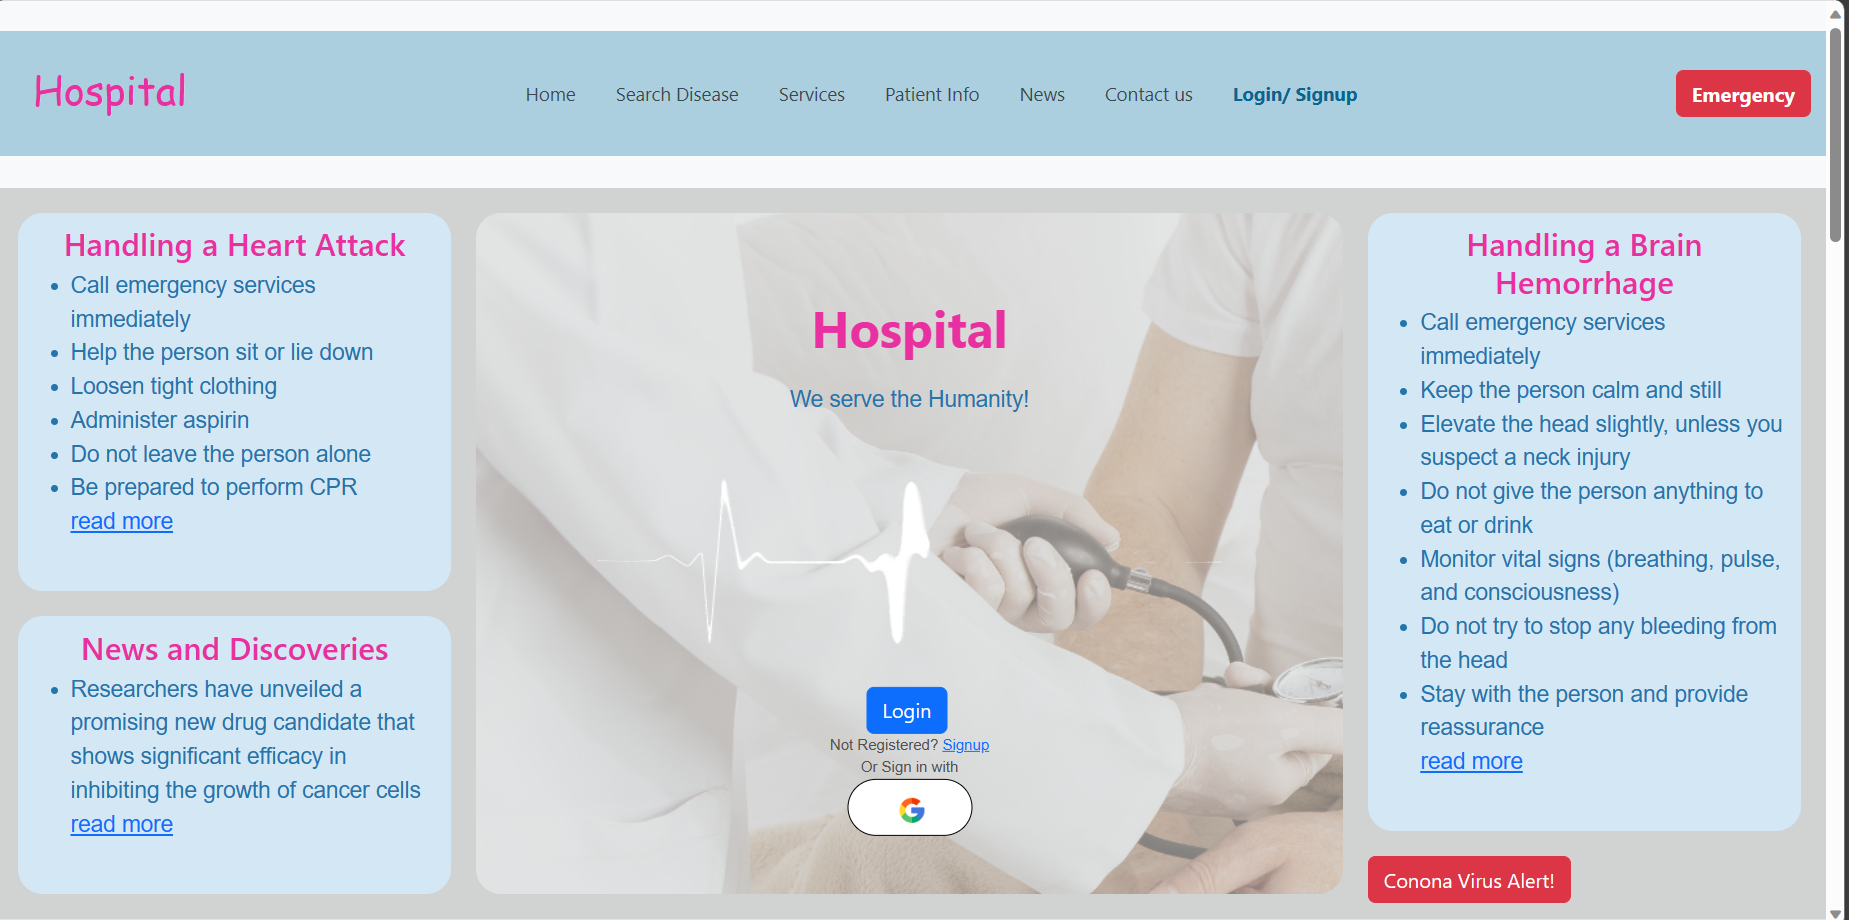 Hospital
Home
Search Disease
Services
Patient Info
News
Contact us
Login/ Signup
Emergency
Handling a Heart Attack
Call emergency services
immediately
Help the person sit or lie down
Loosen tight clothing
Administer aspirin
Do not leave the person alone
Be prepared to perform CPR
read more
News and Discoveries
Researchers have unveiled a
promising new drug candidate that
shows significant efficacy in
inhibiting the growth of cancer cells
read more
Hospital
We serve the Humanity!
Login
Not Registered? Signup
Or Sign in with
Handling a Brain
Hemorrhage
Call emergency services
immediately
Keep the person calm and still
Elevate the head slightly, unless you
suspect a neck injury
Do not give the person anything to
eat or drink
Monitor vital signs (breathing, pulse,
and consciousness)
Do not try to stop any bleeding from
the head
Stay with the person and provide
reassurance
read more
Conona Virus Alert!